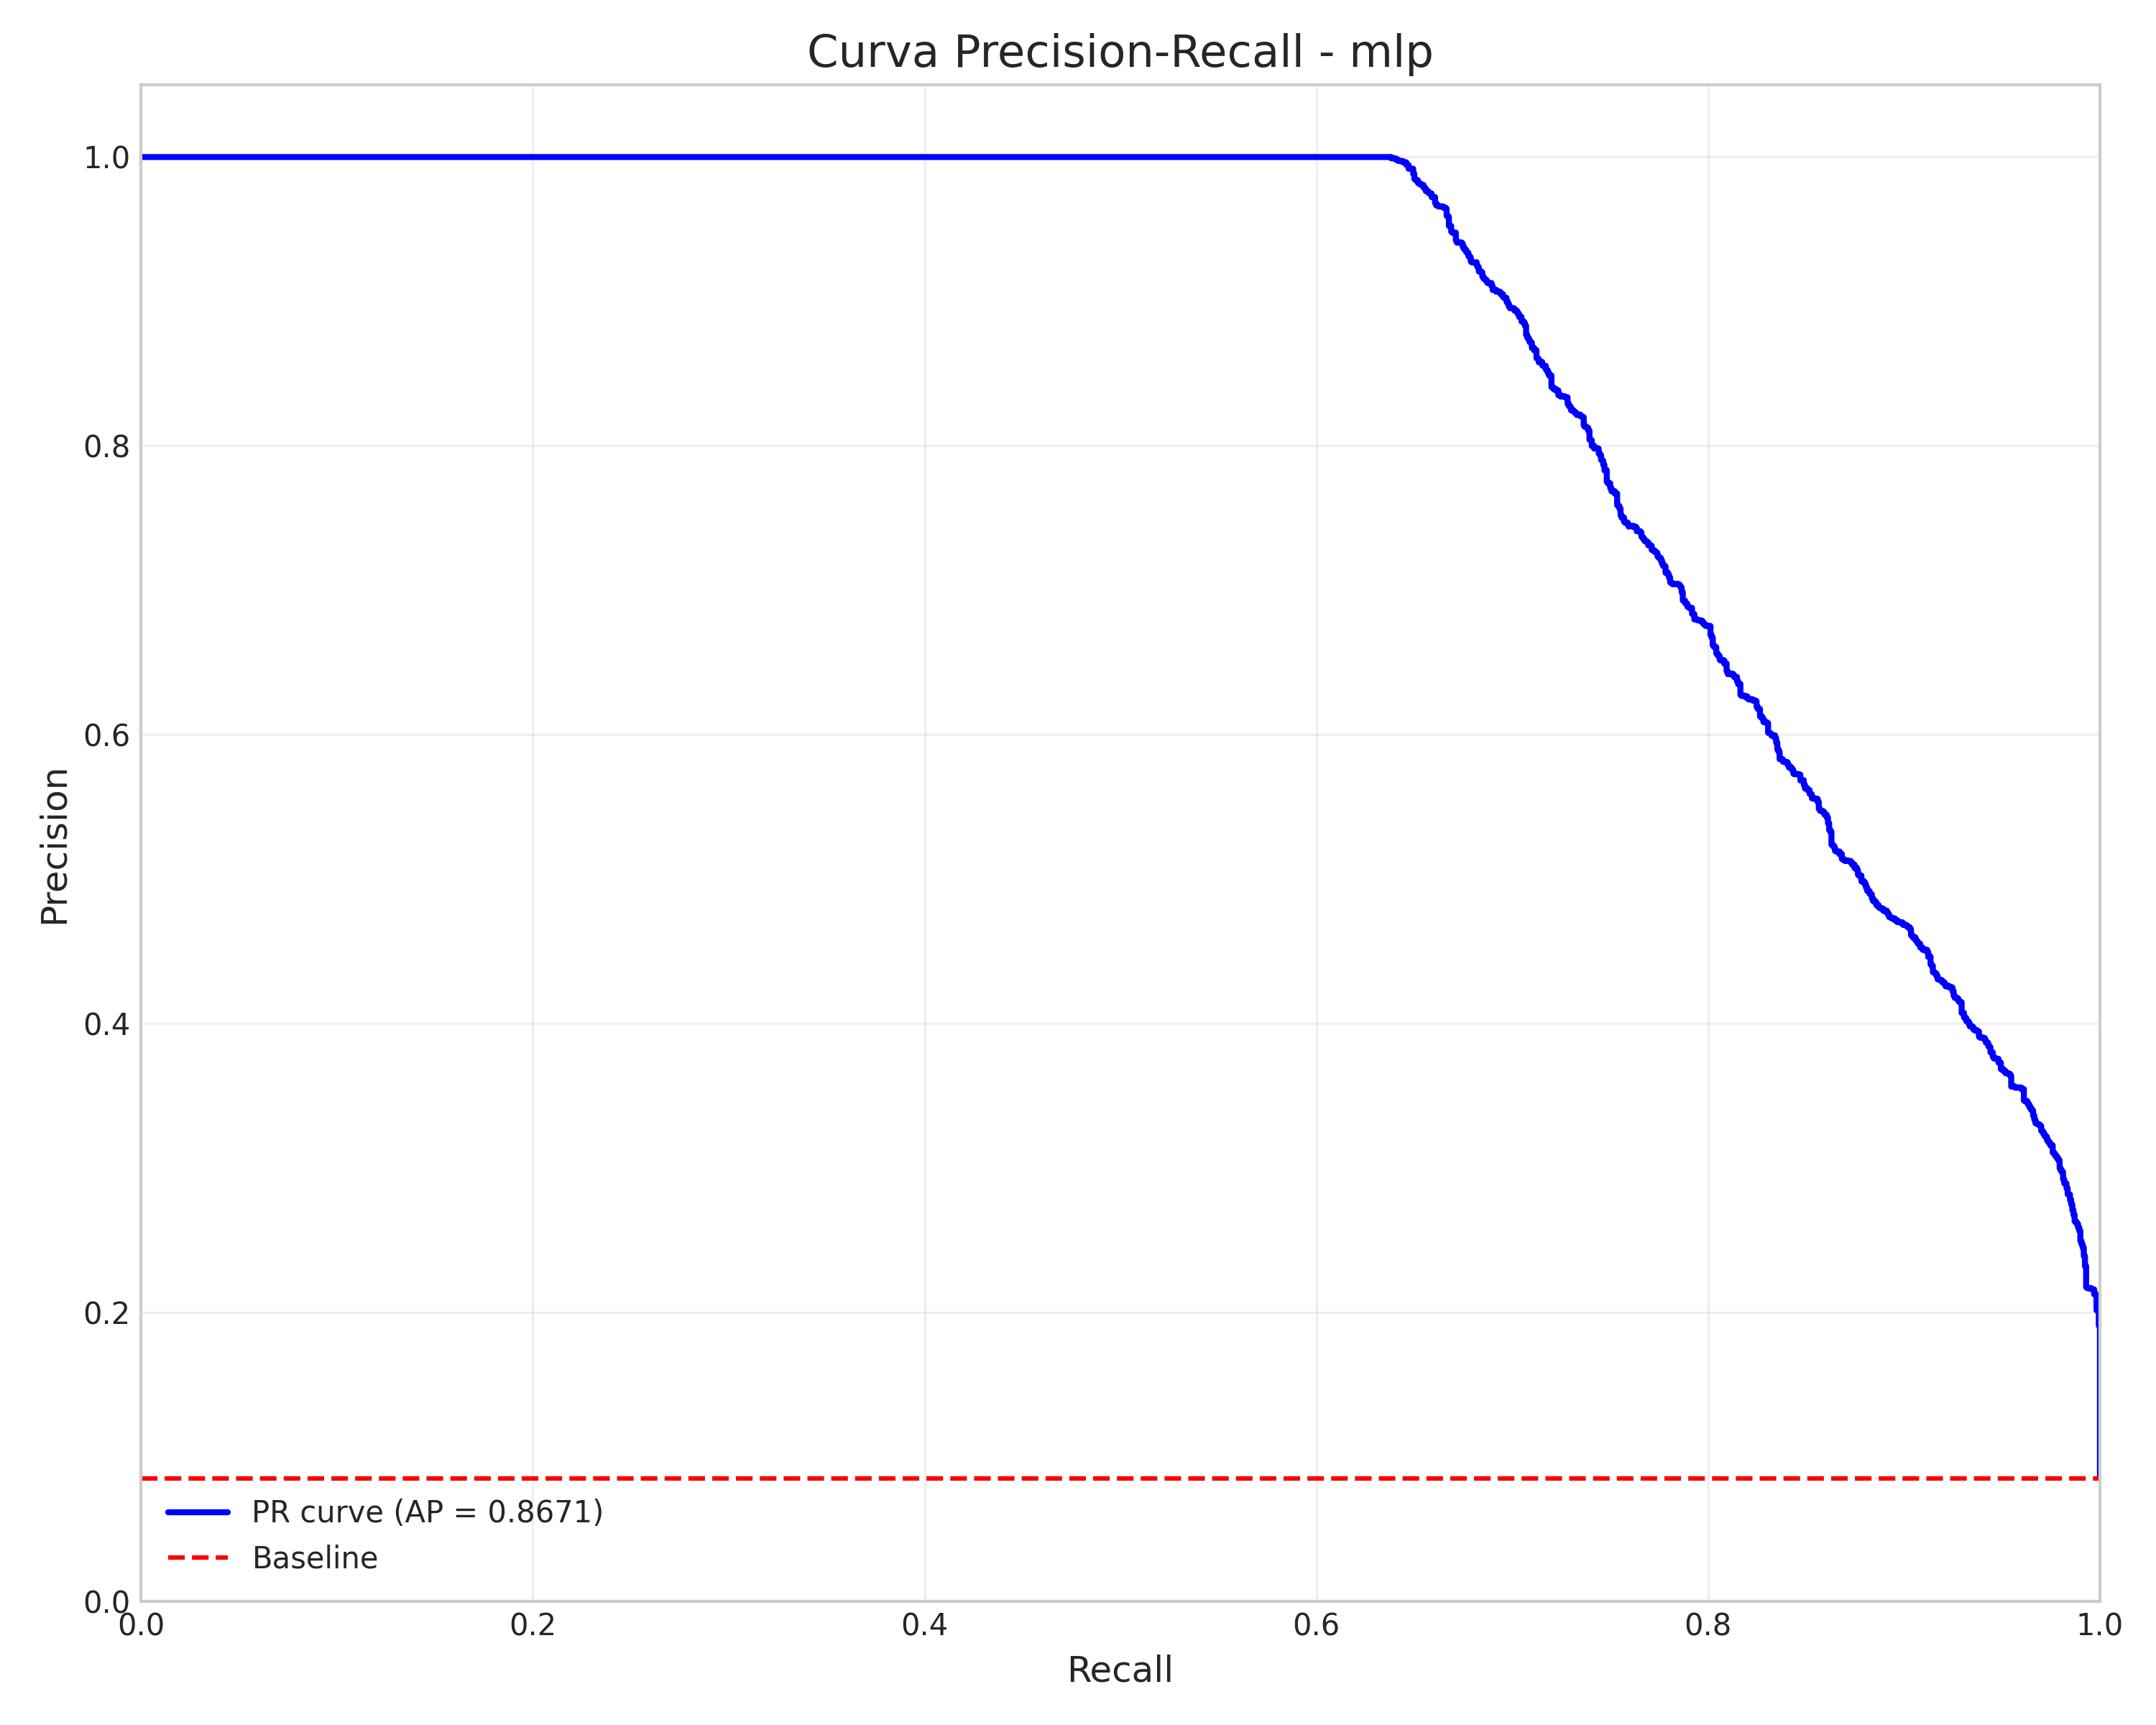 Curva Precision-Recall - mlp
1.0
0.8
0.6
0.4
0.2
0.0
Precision
PR curve (AP = 0.8671)
Baseline
0.0 0.2 0.4 0.6 0.8 1.0
Recall